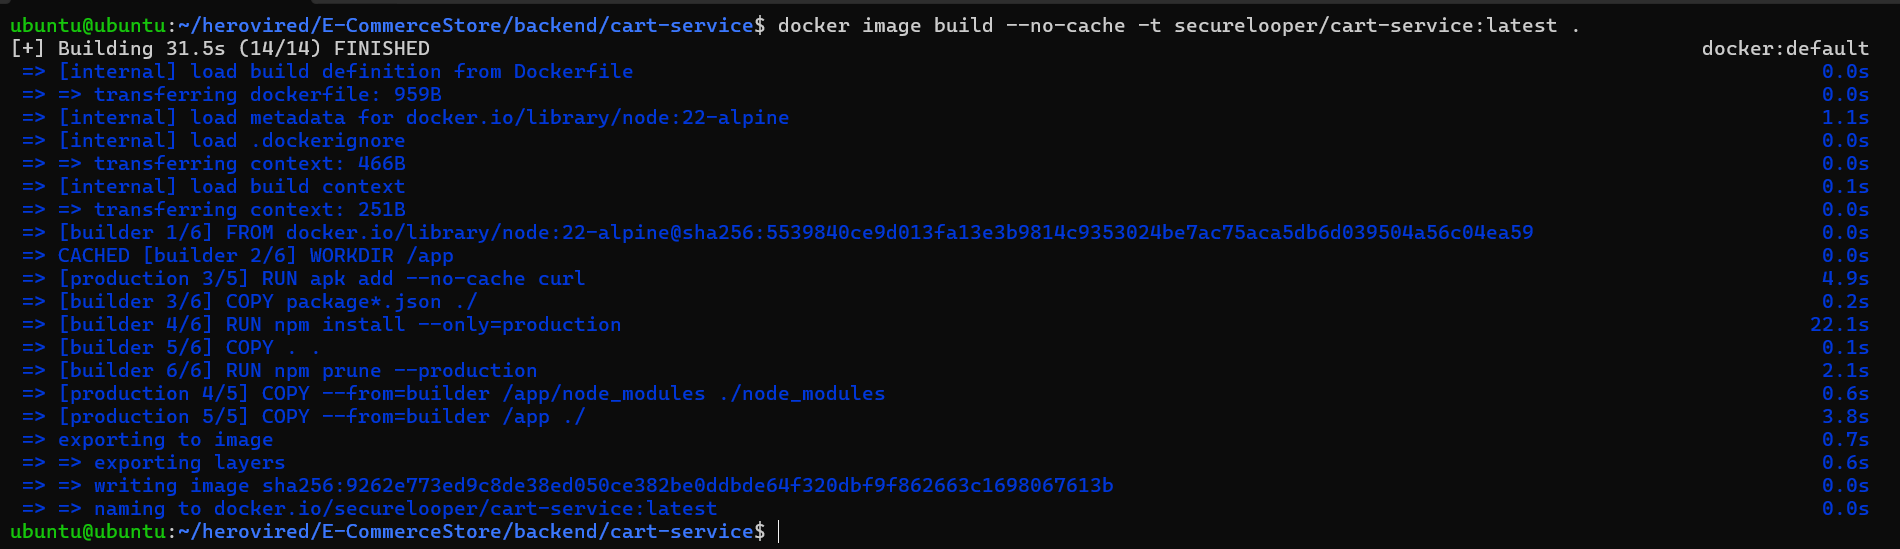 ubuntu@ubuntu:~/herovired/E-CommerceStore/backend/cart-service$ docker image build --no-cache -t securelooper/cart-service:latest .
[+] Building 31.5s (14/14) FINISHED docker:default
=> [internal] load build definition from Dockerfile 0.0s
=> => transferring dockerfile: 959B 0.0s
=> [internal] load metadata for docker.io/library/node:22-alpine 1.1s
=> [internal] load .dockerignore 0.0s
=> => transferring context: 466B 0.0s
=> [internal] load build context 0.1s
=> => transferring context: 251B 0.0s
=> [builder 1/6] FROM docker.io/library/node:22-alpine@sha256:5539840ce9d013fa13e3b9814c9353024be7ac75aca5db6d039504a56c04ea59 0.0s
=> CACHED [builder 2/6] WORKDIR /app 0.0s
=> [production 3/5] RUN apk add --no-cache curl 4.9s
=> [builder 3/6] COPY package*.json ./ 0.2s
=> [builder 4/6] RUN npm install --only=production 22.1s
=> [builder 5/6] COPY . . 0.1s
=> [builder 6/6] RUN npm prune --production 2.1s
=> [production 4/5] COPY --from=builder /app/node_modules ./node_modules 0.6s
=> [production 5/5] COPY --from=builder /app ./ 3.8s
=> exporting to image 0.7s
=> => exporting layers 0.6s
=> => writing image sha256:9262e773ed9c8de38ed050ce382be0ddbde64f320dbf9f862663c1698067613b 0.0s
=> => naming to docker.io/securelooper/cart-service:latest 0.0s
ubuntu@ubuntu:~/herovired/E-CommerceStore/backend/cart-service$